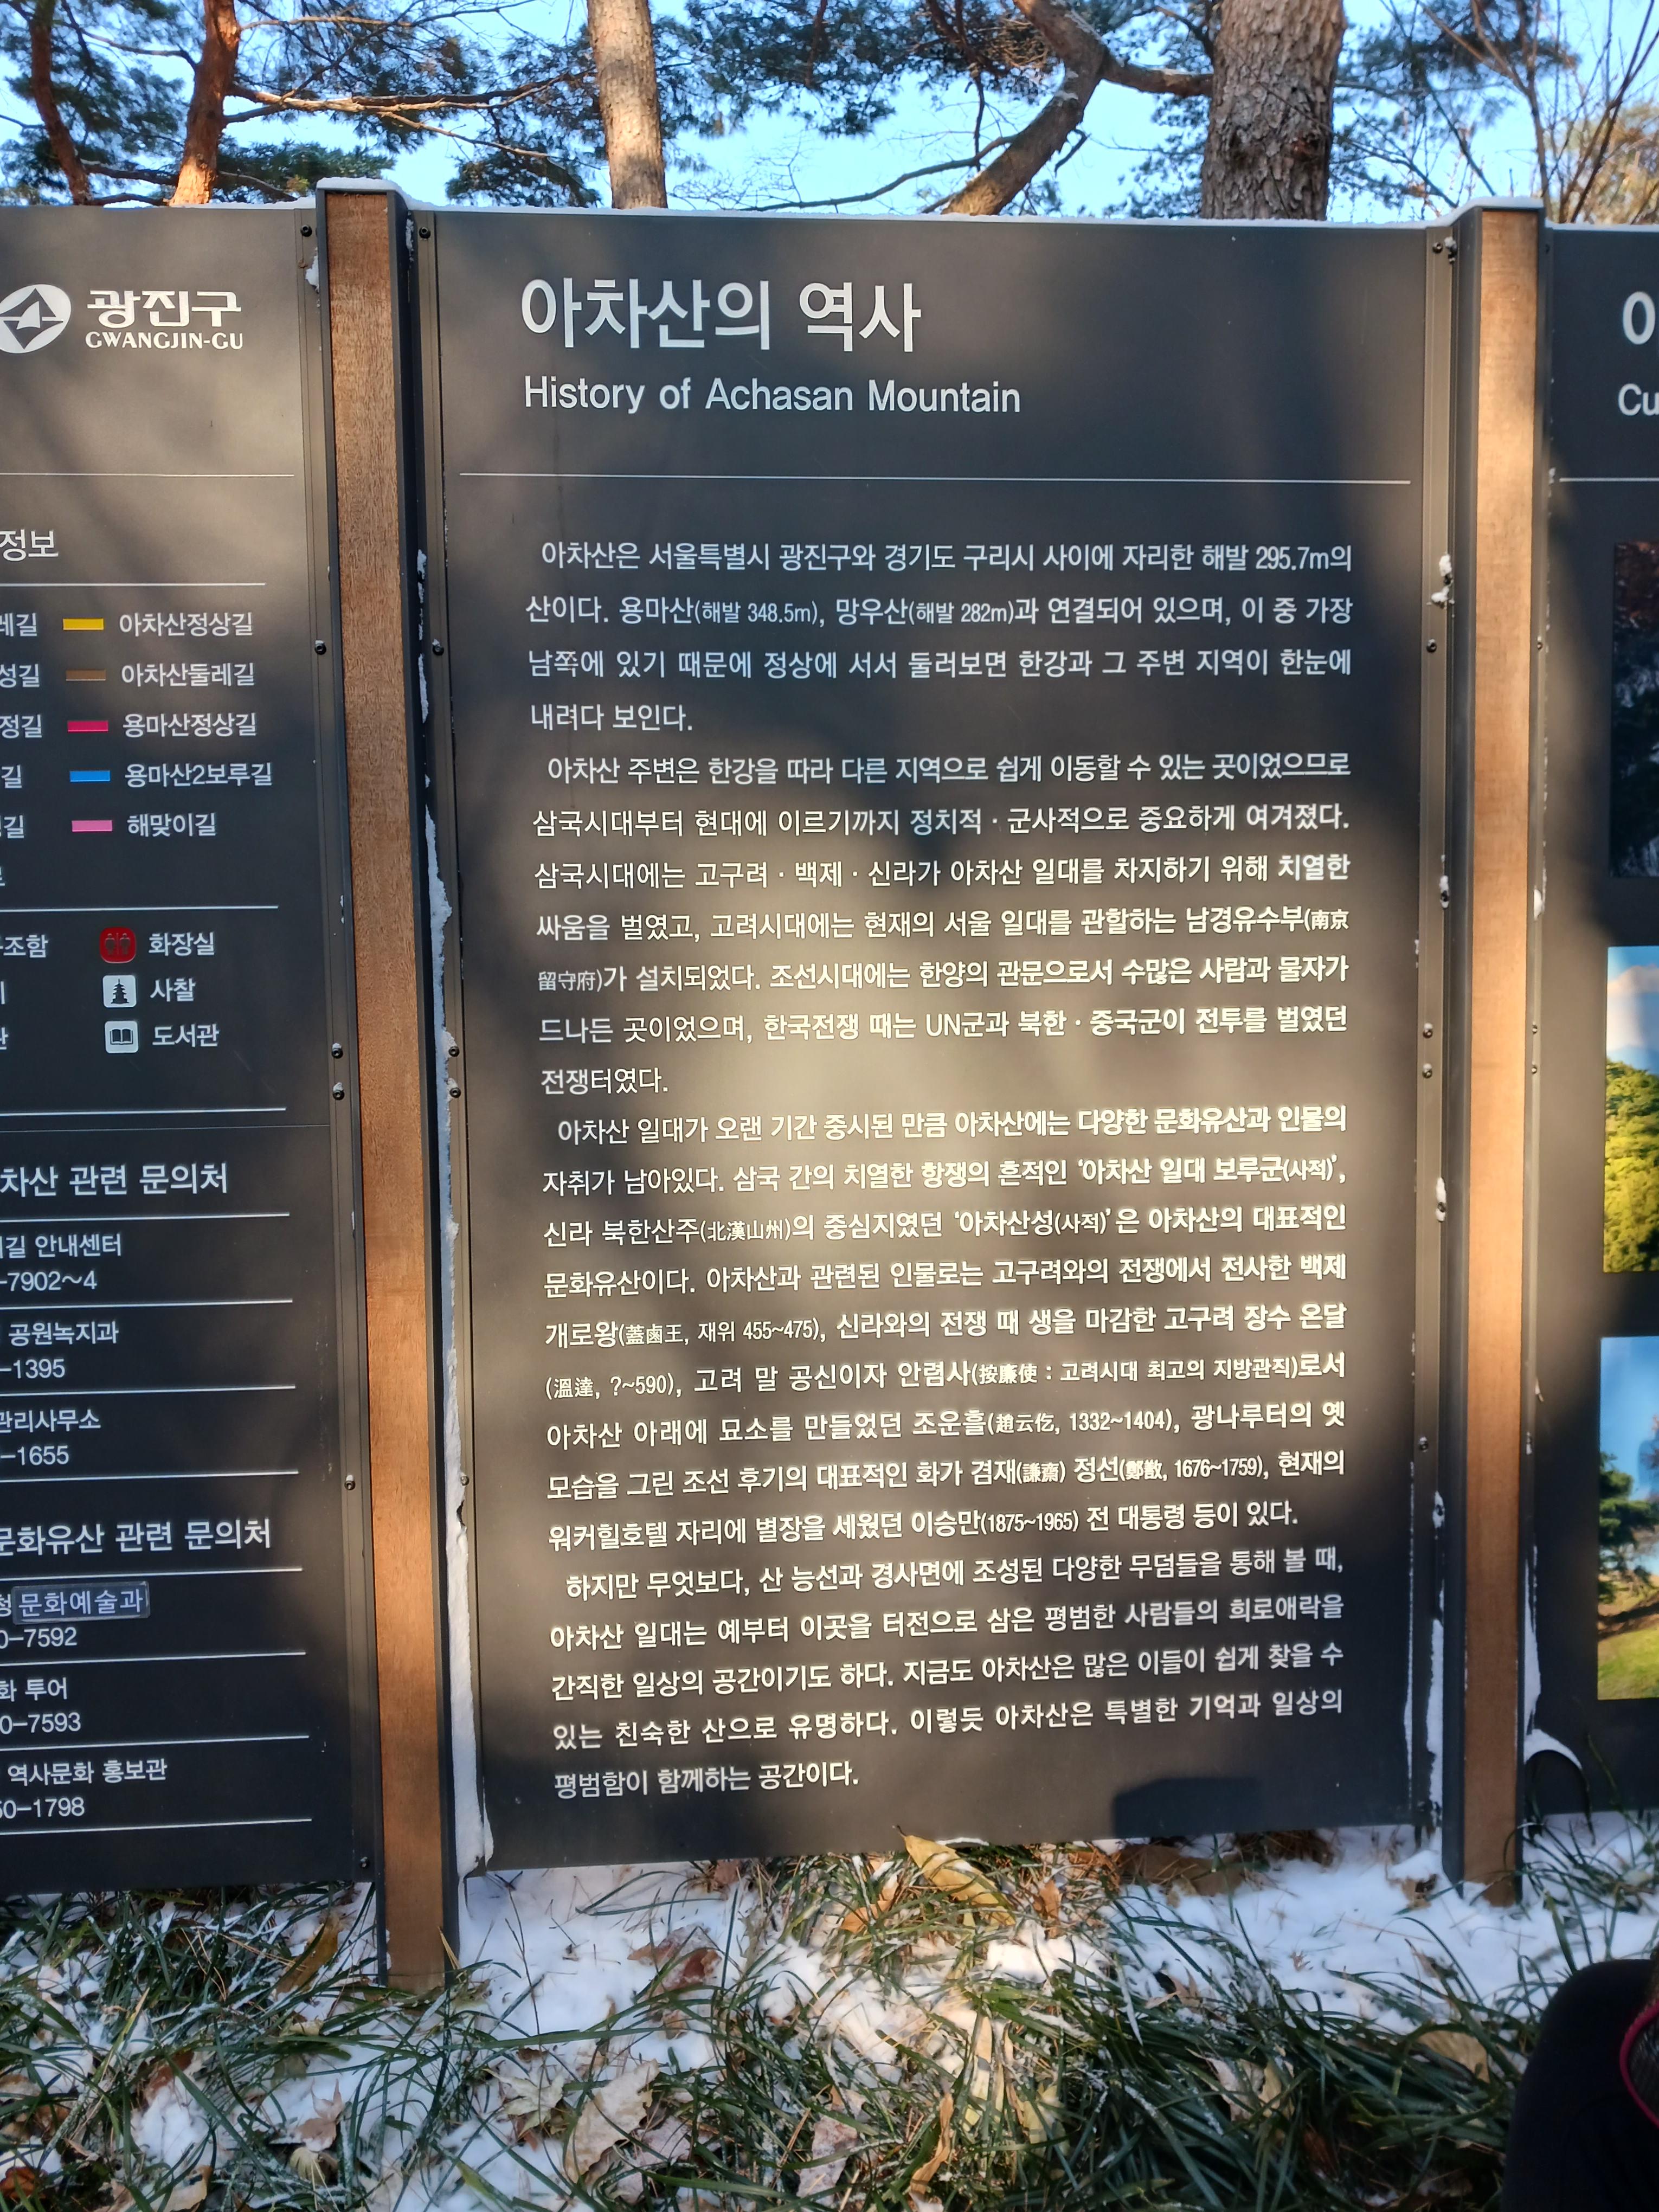 광진구
GWANGJIN-GU
정보
레길 아차산정상길
성길 아차산둘레길
정길 용마산정상길
길 용마산2보루길
길 해맞이길
조함 화장실
사찰
도서관
차산 관련 문의처
길 안내센터
-7902~4
공원녹지과
-1395
관리사무소
-1655
문화유산 관련 문의처
청 문화예술과
0-7592
화 투어
0-7593
역사문화 홍보관
50-1798
아차산의 역사
History of Achasan Mountain
아차산은 서울특별시 광진구와 경기도 구리시 사이에 자리한 해발 295.7m의
산이다. 용마산(해발 348.5m), 망우산(해발 282m)과 연결되어 있으며, 이 중 가장
남쪽에 있기 때문에 정상에 서서 둘러보면 한강과 그 주변 지역이 한눈에
내려다 보인다.
아차산 주변은 한강을 따라 다른 지역으로 쉽게 이동할 수 있는 곳이었으므로
삼국시대부터 현대에 이르기까지 정치적 · 군사적으로 중요하게 여겨졌다.
삼국시대에는 고구려 · 백제 · 신라가 아차산 일대를 차지하기 위해 치열한
싸움을 벌였고, 고려시대에는 현재의 서울 일대를 관할하는 남경유수부(南京
留守府)가 설치되었다. 조선시대에는 한양의 관문으로서 수많은 사람과 물자가
드나든 곳이었으며, 한국전쟁 때는 UN군과 북한 · 중국군이 전투를 벌였던
전쟁터였다.
아차산 일대가 오랜 기간 중시된 만큼 아차산에는 다양한 문화유산과 인물의
자취가 남아있다. 삼국 간의 치열한 항쟁의 흔적인 '아차산 일대 보루군(사적)',
신라 북한산주(北漢山州)의 중심지였던 '아차산성(사적)'은 아차산의 대표적인
문화유산이다. 아차산과 관련된 인물로는 고구려와의 전쟁에서 전사한 백제
개로왕(蓋鹵王, 재위 455~475), 신라와의 전쟁 때 생을 마감한 고구려 장수 온달
(溫達, ?~590), 고려 말 공신이자 안렴사(按廉使 : 고려시대 최고의 지방관직)로서
아차산 아래에 묘소를 만들었던 조운흘(趙云仡, 1332~1404), 광나루터의 옛
모습을 그린 조선 후기의 대표적인 화가 겸재(謙齋) 정선(鄭敾, 1676~1759), 현재의
워커힐호텔 자리에 별장을 세웠던 이승만(1875~1965) 전 대통령 등이 있다.
하지만 무엇보다, 산 능선과 경사면에 조성된 다양한 무덤들을 통해 볼 때,
아차산 일대는 예부터 이곳을 터전으로 삼은 평범한 사람들의 희로애락을
간직한 일상의 공간이기도 하다. 지금도 아차산은 많은 이들이 쉽게 찾을 수
있는 친숙한 산으로 유명하다. 이렇듯 아차산은 특별한 기억과 일상의
평범함이 함께하는 공간이다.
Cu